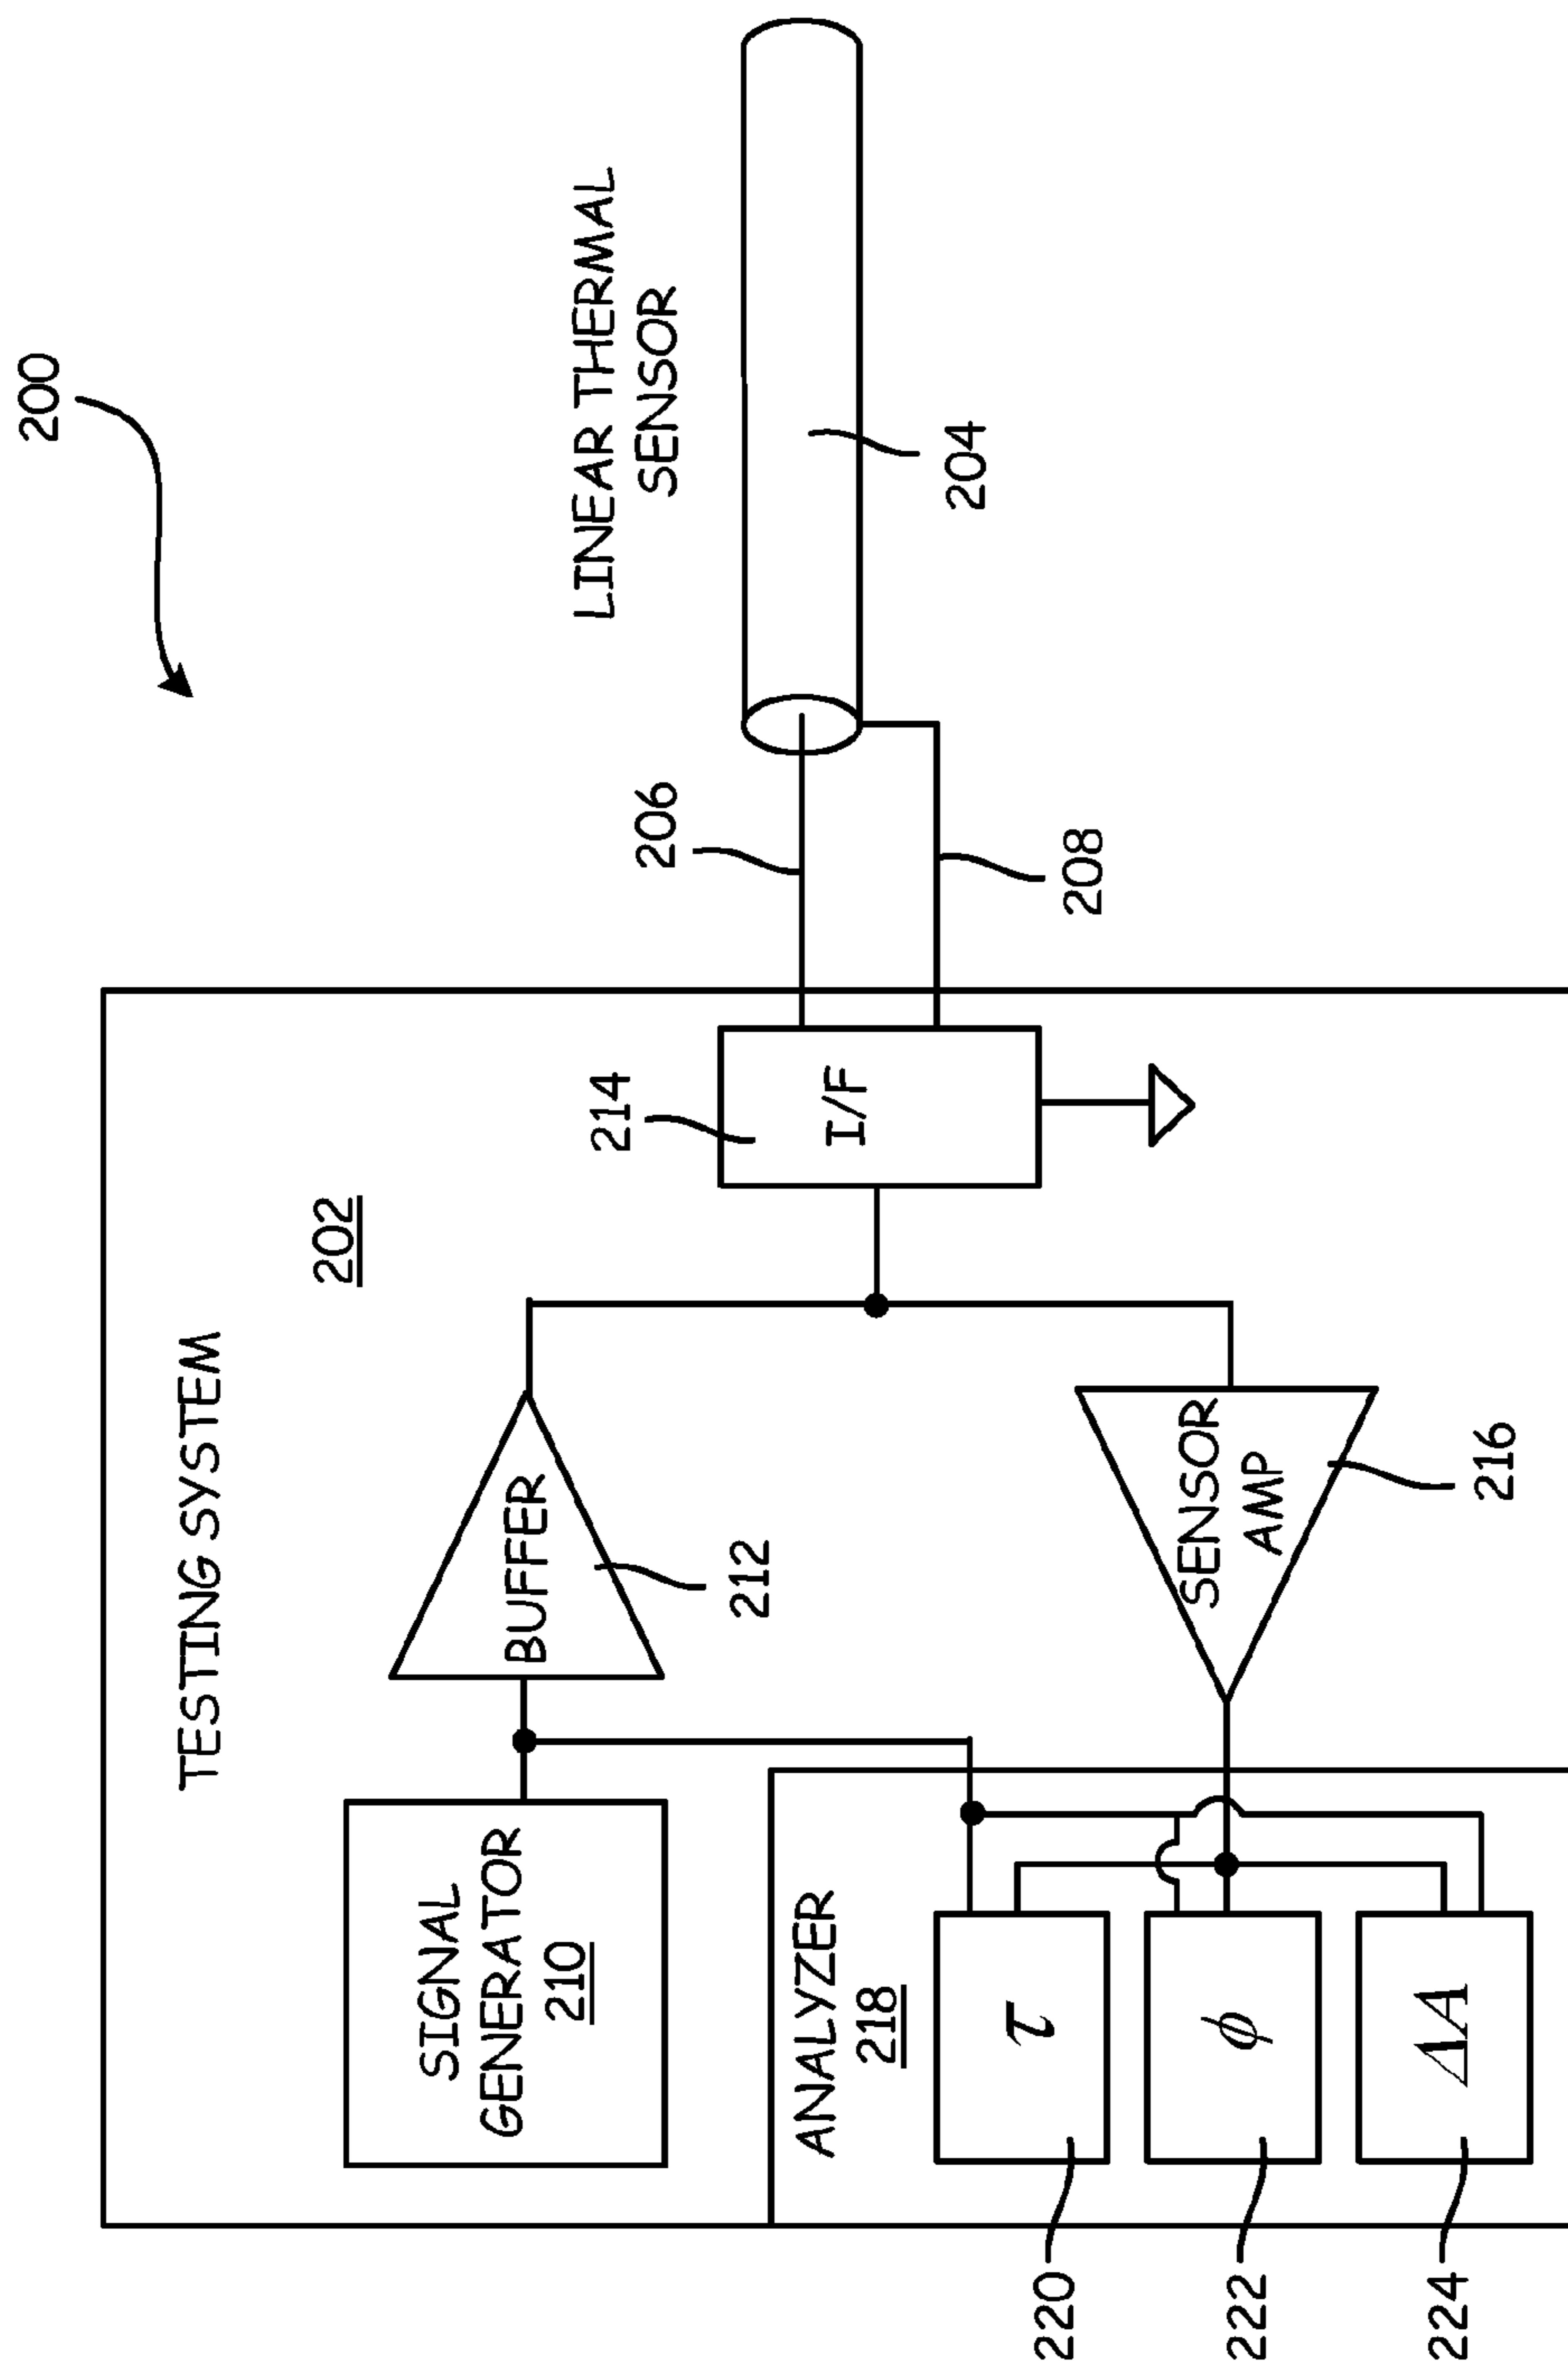 200
LINEAR THERMAL
SENSOR
204
206
208
214
I/F
202
TESTING SYSTEM
BUFFER
212
SENSOR
AMP
216
SIGNAL
GENERATOR
210
ANALYZER
218
τ
ϕ
ΔA
220
222
224